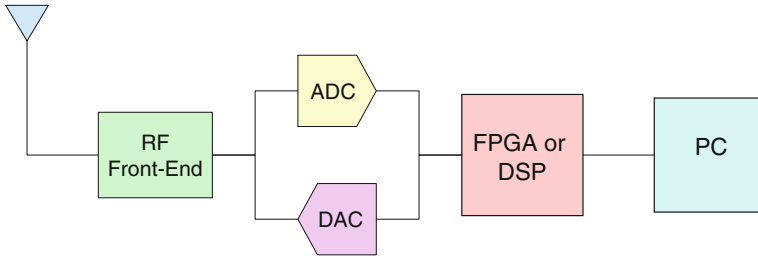 RF
Front-End
ADC
DAC
FPGA or
DSP
PC